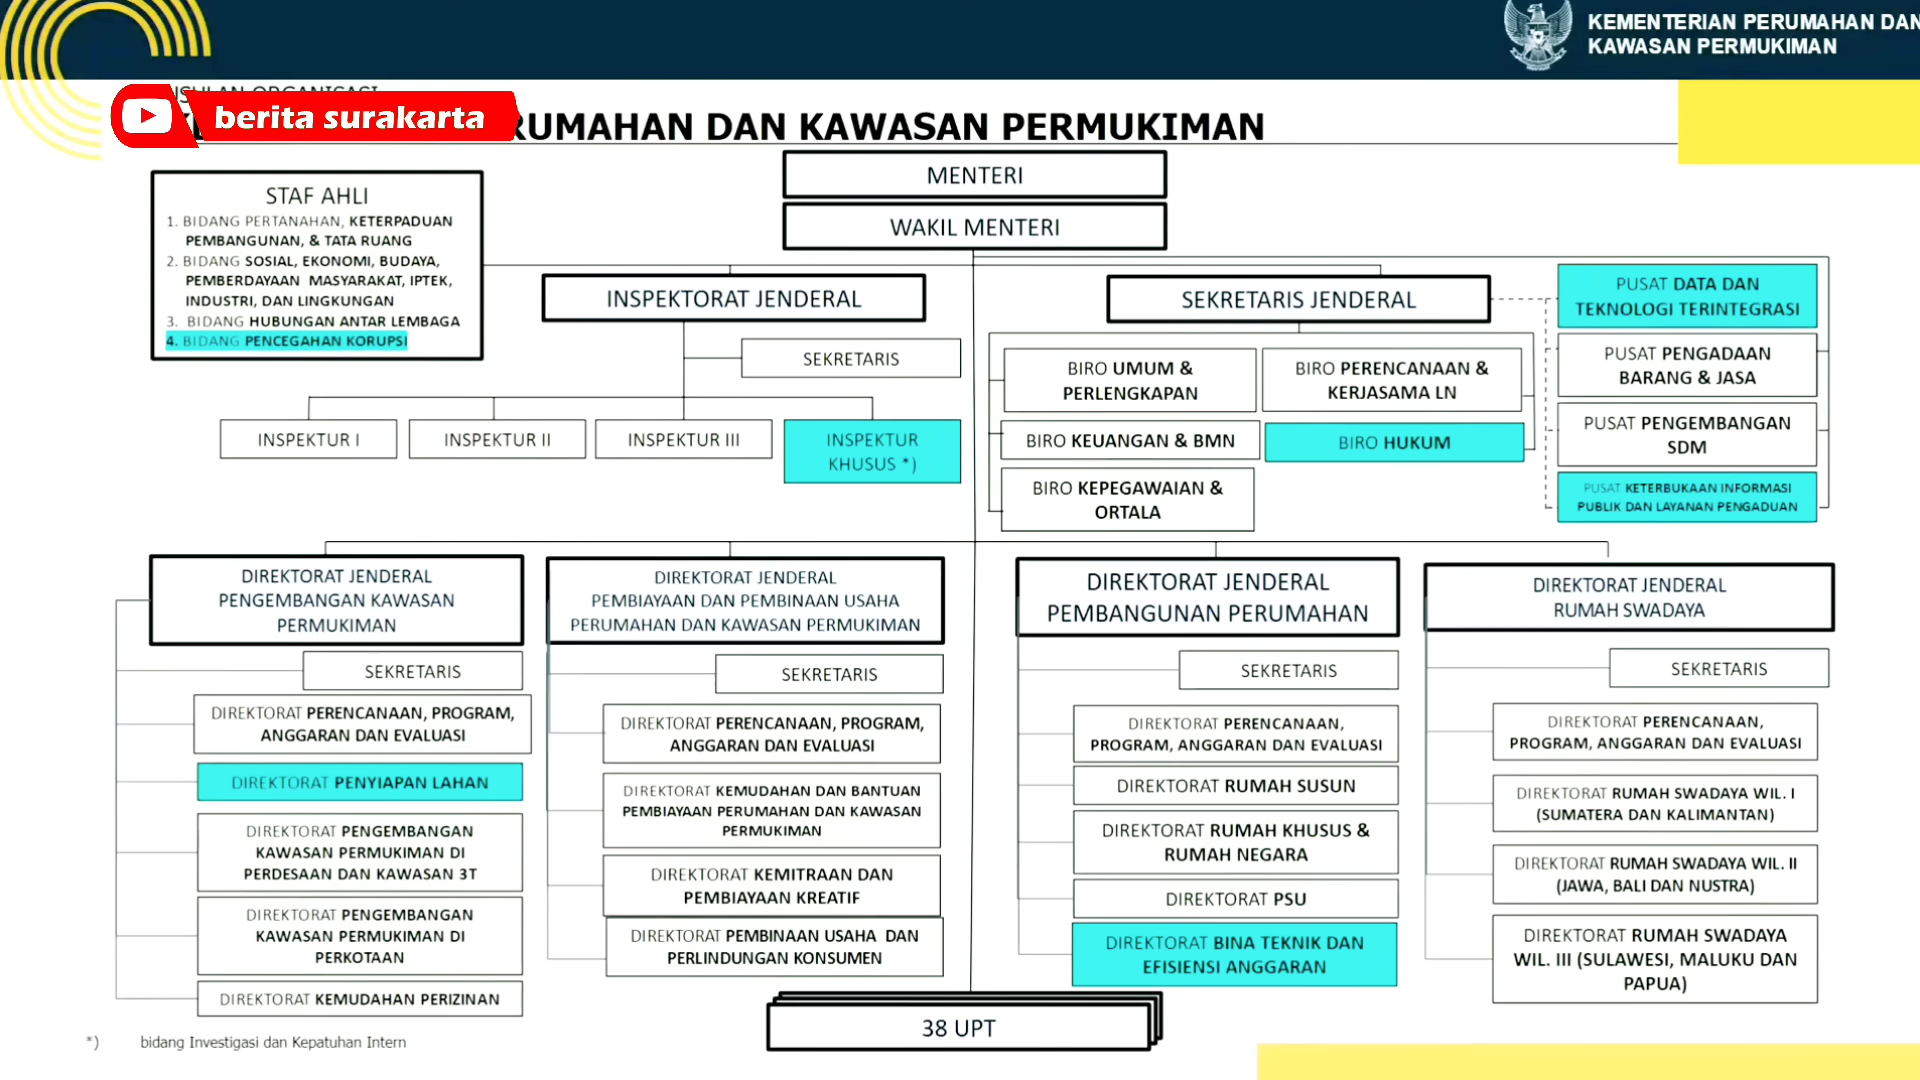 KEMENTERIAN PERUMAHAN DAN
KAWASAN PERMUKIMAN
ORGANISASI
berita surakarta
RUMAHAN DAN KAWASAN PERMUKIMAN
MENTERI
WAKIL MENTERI
STAF AHLI
1. BIDANG PERTANAHAN, KETERPADUAN
PEMBANGUNAN, & TATA RUANG
2. BIDANG SOSIAL, EKONOMI, BUDAYA,
PEMBERDAYAAN MASYARAKAT, IPTEK,
INDUSTRI, DAN LINGKUNGAN
3. BIDANG HUBUNGAN ANTAR LEMBAGA
4. BIDANG PENCEGAHAN KORUPSI
INSPEKTORAT JENDERAL
SEKRETARIS
INSPEKTUR I
INSPEKTUR II
INSPEKTUR III
INSPEKTUR
KHUSUS *)
SEKRETARIS JENDERAL
BIRO UMUM &
PERLENGKAPAN
BIRO PERENCANAAN &
KERJASAMA LN
BIRO KEUANGAN & BMN
BIRO HUKUM
BIRO KEPEGAWAIAN &
ORTALA
PUSAT DATA DAN
TEKNOLOGI TERINTEGRASI
PUSAT PENGADAAN
BARANG & JASA
PUSAT PENGEMBANGAN
SDM
PUSAT KETERBUKAAN INFORMASI
PUBLIK DAN LAYANAN PENGADUAN
DIREKTORAT JENDERAL
PENGEMBANGAN KAWASAN
PERMUKIMAN
SEKRETARIS
DIREKTORAT PERENCANAAN, PROGRAM,
ANGGARAN DAN EVALUASI
DIREKTORAT PENYIAPAN LAHAN
DIREKTORAT PENGEMBANGAN
KAWASAN PERMUKIMAN DI
PERDESAAN DAN KAWASAN 3T
DIREKTORAT PENGEMBANGAN
KAWASAN PERMUKIMAN DI
PERKOTAAN
DIREKTORAT KEMUDAHAN PERIZINAN
DIREKTORAT JENDERAL
PEMBIAYAAN DAN PEMBINAAN USAHA
PERUMAHAN DAN KAWASAN PERMUKIMAN
SEKRETARIS
DIREKTORAT PERENCANAAN, PROGRAM,
ANGGARAN DAN EVALUASI
DIREKTORAT KEMUDAHAN DAN BANTUAN
PEMBIAYAAN PERUMAHAN DAN KAWASAN
PERMUKIMAN
DIREKTORAT KEMITRAAN DAN
PEMBIAYAAN KREATIF
DIREKTORAT PEMBINAAN USAHA DAN
PERLINDUNGAN KONSUMEN
DIREKTORAT JENDERAL
PEMBANGUNAN PERUMAHAN
SEKRETARIS
DIREKTORAT PERENCANAAN,
PROGRAM, ANGGARAN DAN EVALUASI
DIREKTORAT RUMAH SUSUN
DIREKTORAT RUMAH KHUSUS &
RUMAH NEGARA
DIREKTORAT PSU
DIREKTORAT BINA TEKNIK DAN
EFISIENSI ANGGARAN
DIREKTORAT JENDERAL
RUMAH SWADAYA
SEKRETARIS
DIREKTORAT PERENCANAAN,
PROGRAM, ANGGARAN DAN EVALUASI
DIREKTORAT RUMAH SWADAYA WIL. I
(SUMATERA DAN KALIMANTAN)
DIREKTORAT RUMAH SWADAYA WIL. II
(JAWA, BALI DAN NUSTRA)
DIREKTORAT RUMAH SWADAYA
WIL. III (SULAWESI, MALUKU DAN
PAPUA)
38 UPT
*) bidang Investigasi dan Kepatuhan Intern